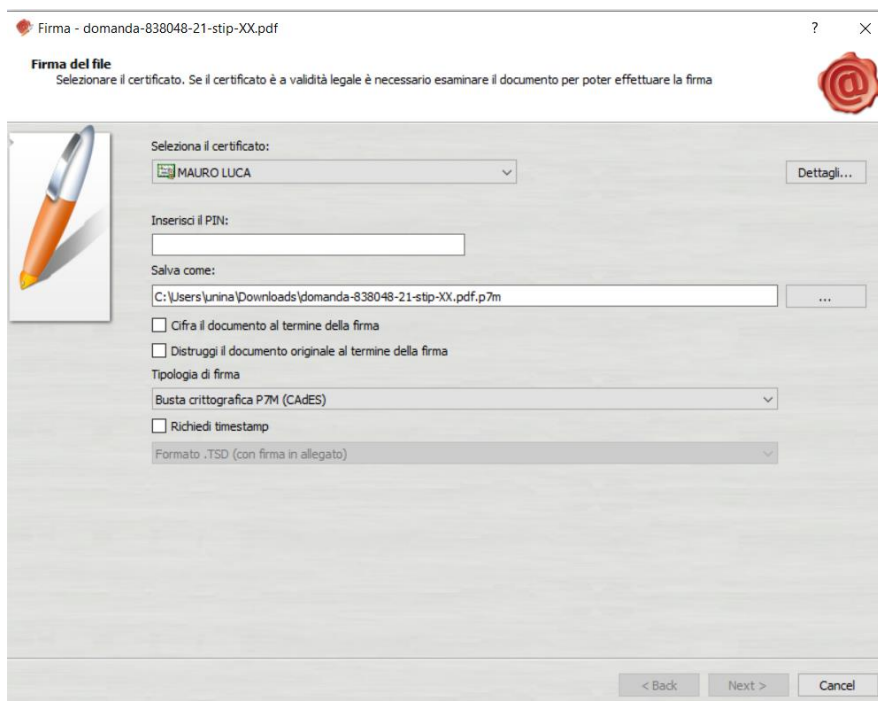 Firma - domanda-838048-21-stip-XX.pdf
?
Firma del file
Selezionare il certificato. Se il certificato è a validità legale è necessario esaminare il documento per poter effettuare la firma
@
Seleziona il certificato:
MAURO LUCA
Dettagli...
Inserisci il PIN:
Salva come:
C:\Users\unina\Downloads\domanda-838048-21-stip-XX.pdf.p7m
...
Cifra il documento al termine della firma
Distruggi il documento originale al termine della firma
Tipologia di firma
Busta crittografica P7M (CAdES)
Richiedi timestamp
Formato .TSD (con firma in allegato)
< Back
Next >
Cancel